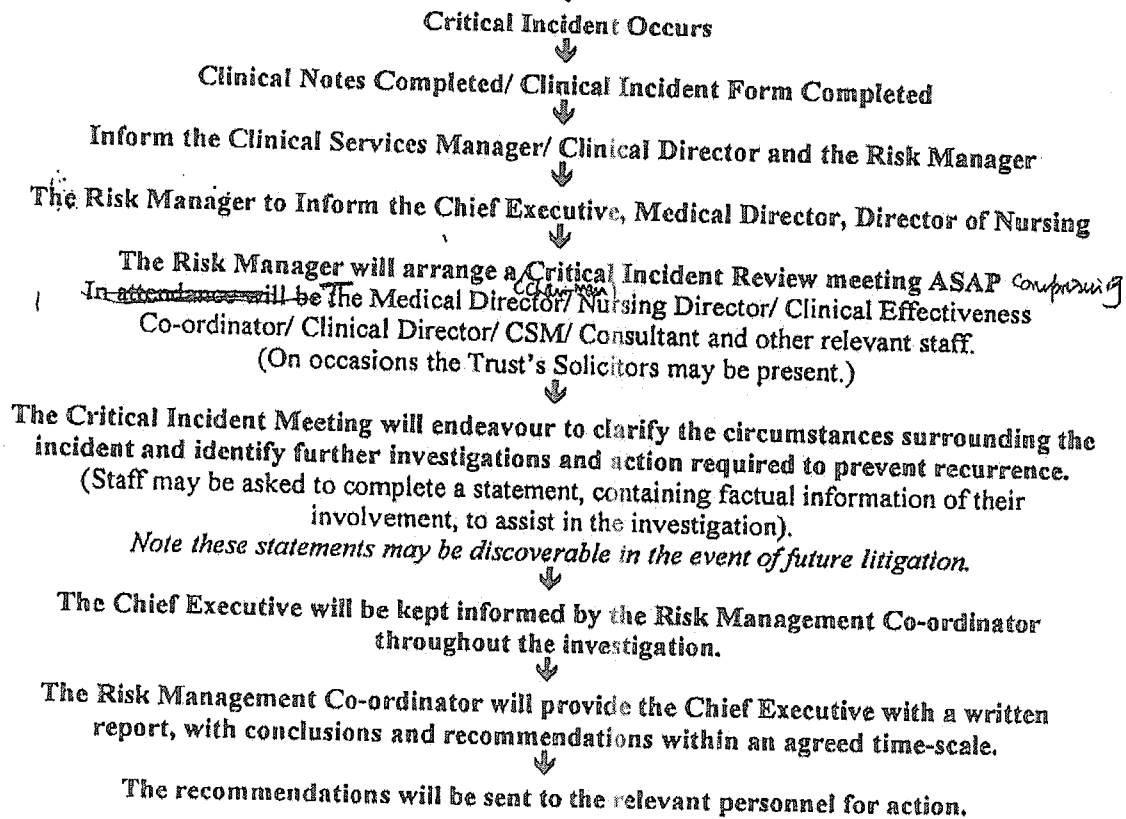 Critical Incident Occurs
Clinical Notes Completed/ Clinical Incident Form Completed
Inform the Clinical Services Manager/ Clinical Director and the Risk Manager
The Risk Manager to Inform the Chief Executive, Medical Director, Director of Nursing
The Risk Manager will arrange a Critical Incident Review meeting ASAP comprising
In attendance will be The Medical Director (Chairman)/ Nursing Director/ Clinical Effectiveness
Co-ordinator/ Clinical Director/ CSM/ Consultant and other relevant staff.
(On occasions the Trust's Solicitors may be present.)
The Critical Incident Meeting will endeavour to clarify the circumstances surrounding the
incident and identify further investigations and action required to prevent recurrence.
(Staff may be asked to complete a statement, containing factual information of their
involvement, to assist in the investigation).
Note these statements may be discoverable in the event of future litigation.
The Chief Executive will be kept informed by the Risk Management Co-ordinator
throughout the investigation.
The Risk Management Co-ordinator will provide the Chief Executive with a written
report, with conclusions and recommendations within an agreed time-scale.
The recommendations will be sent to the relevant personnel for action.